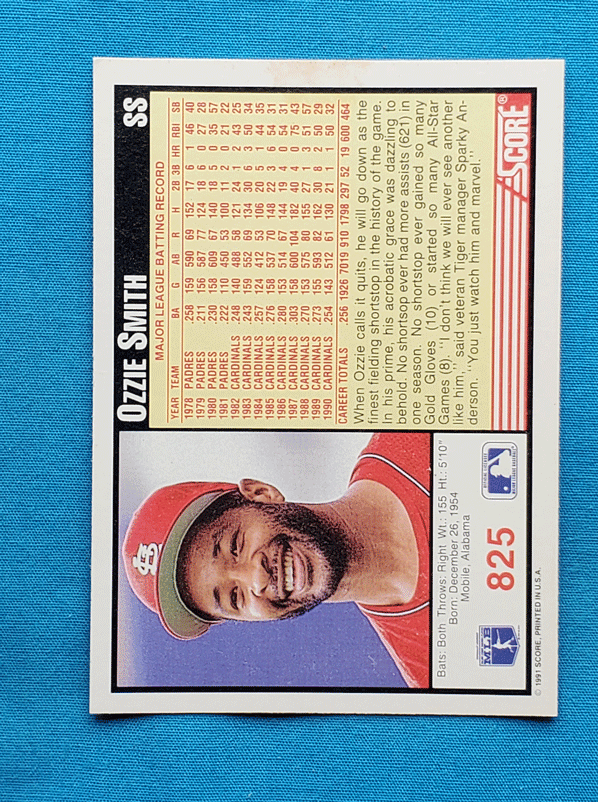 OZZIE SMITH SS
MAJOR LEAGUE BATTING RECORD
YEAR TEAM BA G AB R H 2B 3B HR RBI SB
1978 PADRES .258 159 590 69 152 17 6 1 46 40
1979 PADRES .211 156 587 77 124 18 6 0 27 28
1980 PADRES .230 158 609 67 140 18 5 0 35 57
1981 PADRES .222 110 450 53 100 11 2 0 21 22
1982 CARDINALS .248 140 488 58 121 24 1 2 43 25
1983 CARDINALS .243 159 552 69 134 30 6 3 50 34
1984 CARDINALS .257 124 412 53 106 20 5 1 44 35
1985 CARDINALS .276 158 537 70 148 22 3 6 54 31
1986 CARDINALS .280 153 514 67 144 19 4 0 54 31
1987 CARDINALS .303 158 600 104 182 40 4 0 75 43
1988 CARDINALS .270 153 575 80 155 27 1 3 51 57
1989 CARDINALS .273 155 593 82 162 30 8 2 50 29
1990 CARDINALS .254 143 512 61 130 21 1 1 50 32
CAREER TOTALS .256 1926 7019 910 1798 297 52 19 600 464
When Ozzie calls it quits, he will go down as the
finest fielding shortstop in the history of the game.
In his prime, his acrobatic grace was dazzling to
behold. No shortsop ever had more assists (621) in
one season. No shortstop ever gained so many
Gold Gloves (10) or started so many All-Star
Games (8). "I don't think we will ever see another
like him," said veteran Tiger manager Sparky An-
derson. "You just watch him and marvel."
SCORE®
StL
Bats: Both Throws: Right Wt.: 155 Ht.: 5'10"
Born: December 26, 1954
Mobile, Alabama
MLB
825
© 1991 SCORE, PRINTED IN U.S.A.